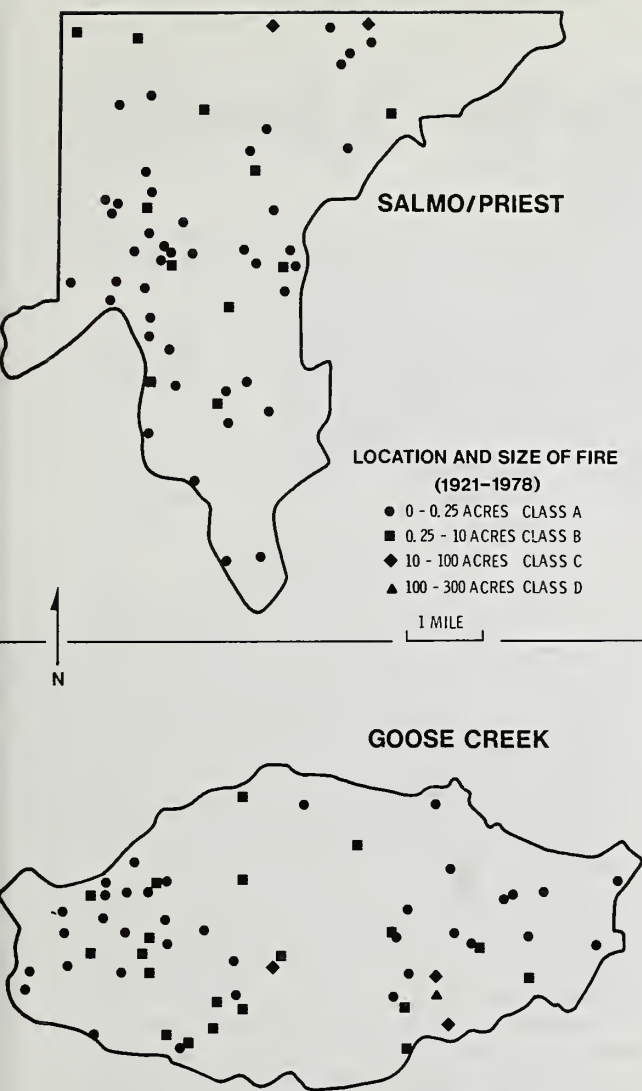 SALMO/PRIEST
LOCATION AND SIZE OF FIRE
(1921-1978)
0 - 0.25 ACRES CLASS A
0.25 - 10 ACRES CLASS B
10 - 100 ACRES CLASS C
100 - 300 ACRES CLASS D
1 MILE
N
GOOSE CREEK